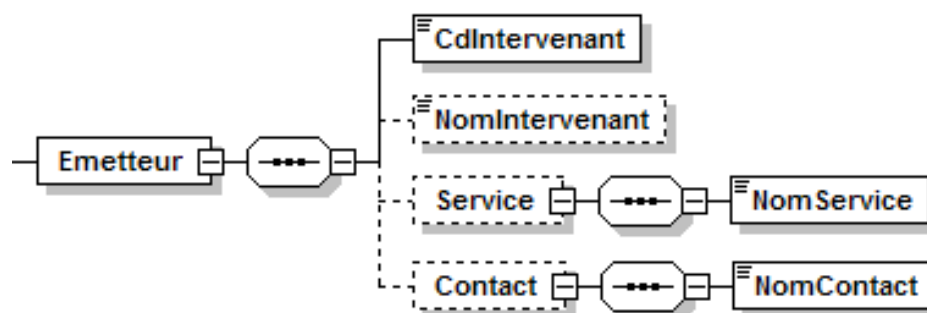 CdIntervenant
NomIntervenant
Emetteur
Service
NomService
Contact
NomContact